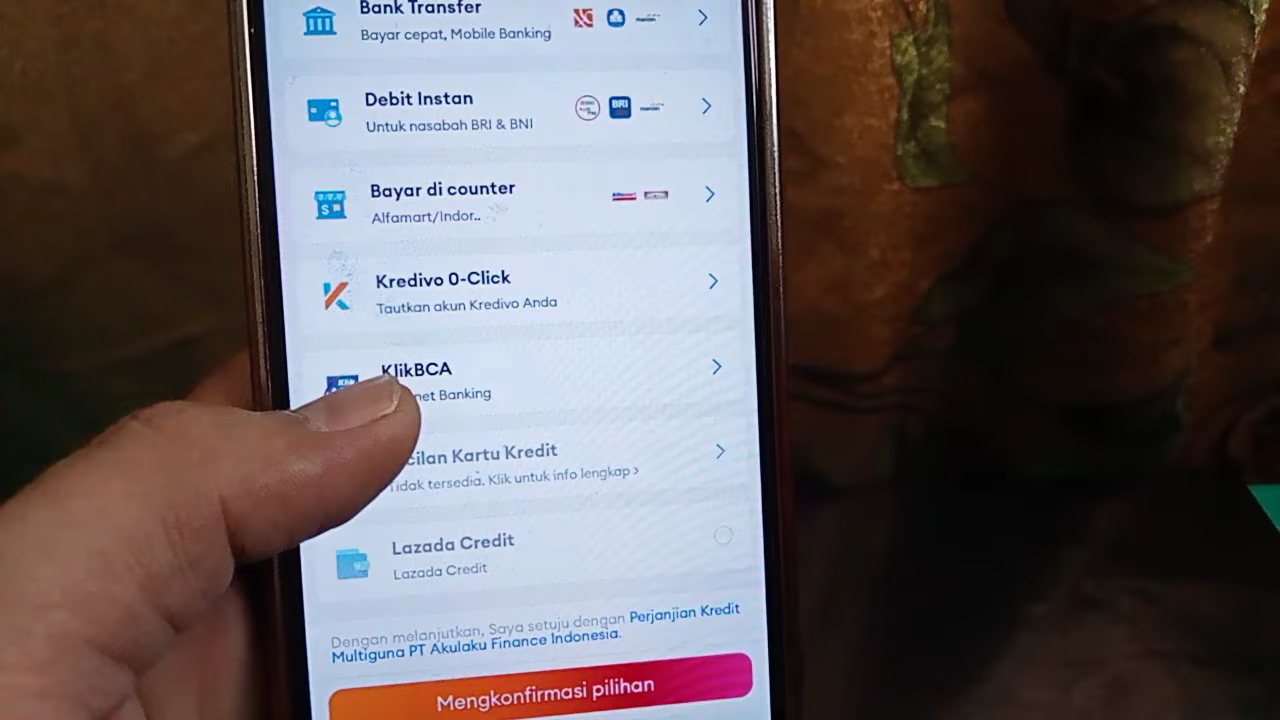 Bank Transfer
Bayar cepat, Mobile Banking
Debit Instan
Untuk nasabah BRI & BNI
BRI
Bayar di counter
Alfamart/Indor..
Kredivo 0-Click
Tautkan akun Kredivo Anda
KlikBCA
net Banking
cilan Kartu Kredit
Tidak tersedia. Klik untuk info lengkap >
Lazada Credit
Lazada Credit
Dengan melanjutkan, Saya setuju dengan Perjanjian Kredit
Multiguna PT Akulaku Finance Indonesia.
Mengkonfirmasi pilihan